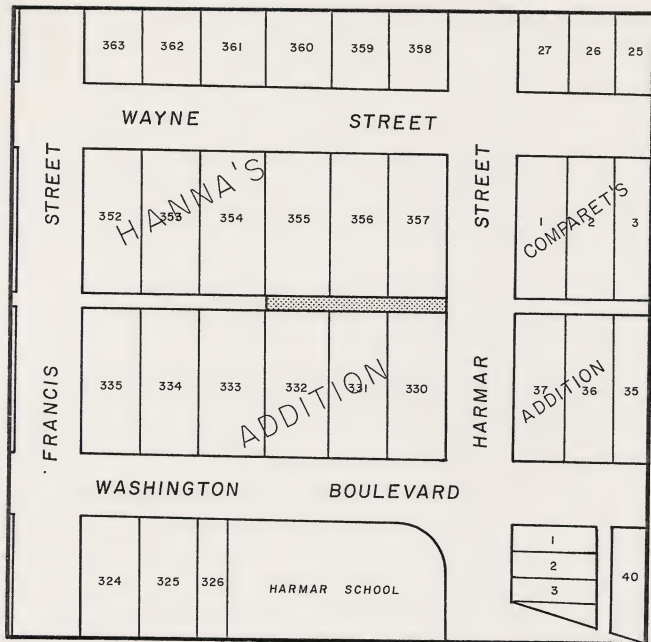 363 362 361 360 359 358 27 26 25
WAYNE STREET
STREET
STREET
HANNA'S
352 353 354 355 356 357
COMPARET'S
1 2 3
FRANCIS
HARMAR
335 334 333 332 331 330
ADDITION
37 36 35
ADDITION
WASHINGTON BOULEVARD
324 325 326 HARMAR SCHOOL
1
2
3
40